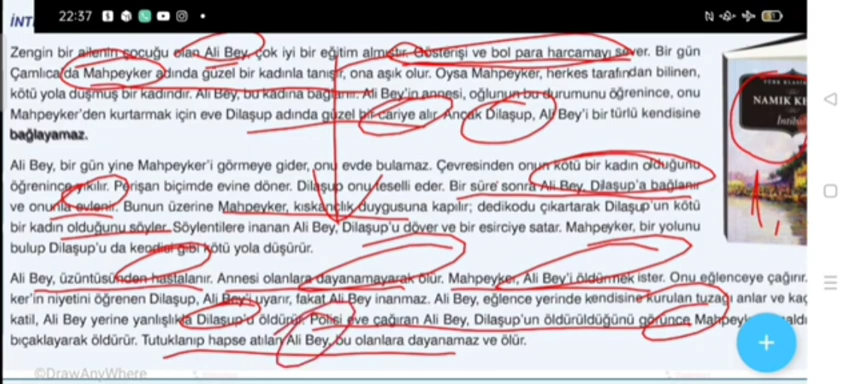 22:37
İNTİ
Zengin bir ailenin çocuğu olan Ali Bey, çok iyi bir eğitim almıştır. Gösterişi ve bol para harcamayı sever. Bir gün
Çamlıca'da Mahpeyker adında güzel bir kadınla tanışır, ona aşık olur. Oysa Mahpeyker, herkes tarafından bilinen,
kötü yola düşmüş bir kadındır. Ali Bey, bu kadına bağlanır. Ali Bey'in annesi, oğlunun bu durumunu öğrenince, onu
Mahpeyker'den kurtarmak için eve Dilaşup adında güzel bir cariye alır. Ancak Dilaşup, Ali Bey'i bir türlü kendisine
bağlayamaz.
Ali Bey, bir gün yine Mahpeyker'i görmeye gider, onu evde bulamaz. Çevresinden onun kötü bir kadın olduğunu
öğrenince yıkılır. Perişan biçimde evine döner. Dilaşup onu teselli eder. Bir süre sonra Ali Bey, Dilaşup'a bağlanır
ve onunla evlenir. Bunun üzerine Mahpeyker, kıskançlık duygusuna kapılır; dedikodu çıkartarak Dilaşup'un kötü
bir kadın olduğunu söyler. Söylentilere inanan Ali Bey, Dilaşup'u döver ve bir esirciye satar. Mahpeyker, bir yolunu
bulup Dilaşup'u da kendisi gibi kötü yola düşürür.
Ali Bey, üzüntüsünden hastalanır. Annesi olanlara dayanamayarak ölür. Mahpeyker, Ali Bey'i öldürmek ister. Onu eğlenceye çağırır.
ker'in niyetini öğrenen Dilaşup, Ali Bey'i uyarır, fakat Ali Bey inanmaz. Ali Bey, eğlence yerinde kendisine kurulan tuzağı anlar ve kaç
katil, Ali Bey yerine yanlışlıkla Dilaşup'u öldürür. Polisi eve çağıran Ali Bey, Dilaşup'un öldürüldüğünü görünce Mahpeyk
bıçaklayarak öldürür. Tutuklanıp hapse atılan Ali Bey, bu olanlara dayanamaz ve ölür.
NAMIK KE
İntib
©DrawAnyWhere